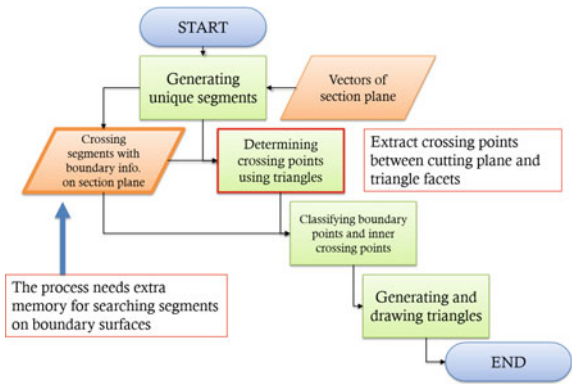 START
Generating
unique segments
Vectors of
section plane
Crossing
segments with
boundary info.
on section plane
Determining
crossing points
using triangles
Extract crossing points
between cutting plane and
triangle facets
Classifying boundary
points and inner
crossing points
The process needs extra
memory for searching segments
on boundary surfaces
Generating and
drawing triangles
END